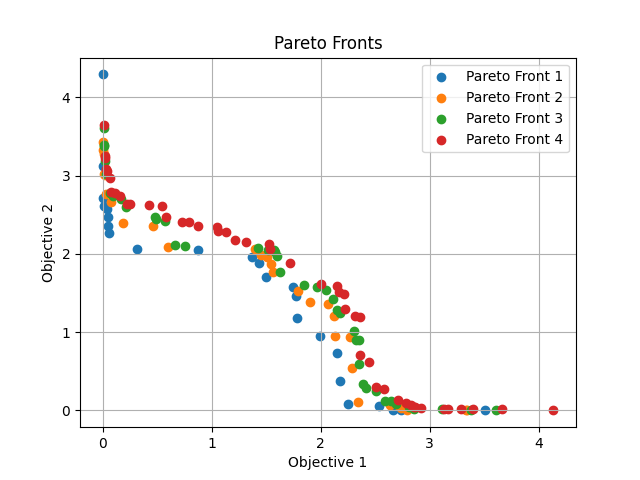 Pareto Fronts
Pareto Front 1
Pareto Front 2
Pareto Front 3
Pareto Front 4
4
3
2
1
0
Objective 2
0 1 2 3 4
Objective 1